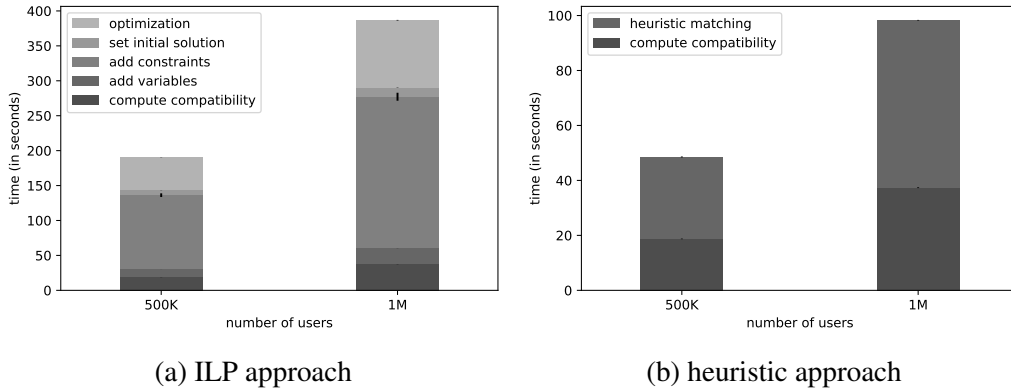 400
350
300
250
200
150
100
50
0
time (in seconds)
optimization
set initial solution
add constraints
add variables
compute compatibility
500K
1M
number of users
(a) ILP approach
100
80
60
40
20
0
time (in seconds)
heuristic matching
compute compatibility
500K
1M
number of users
(b) heuristic approach